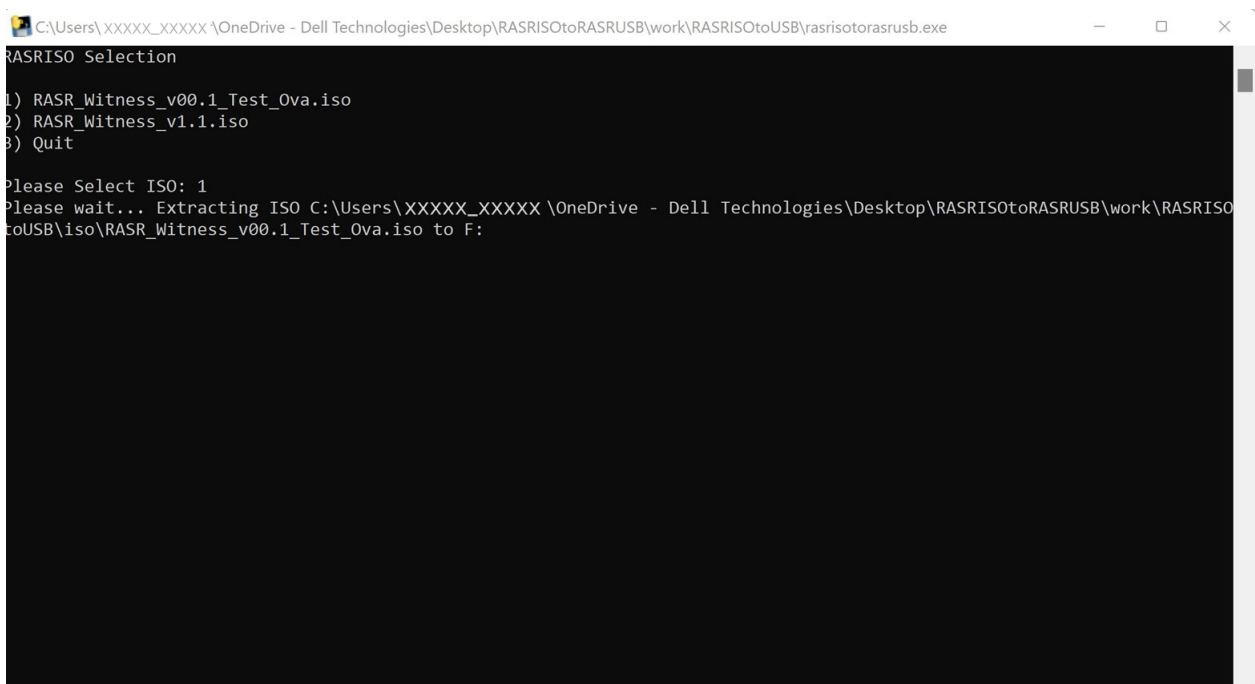 C:\Users\ XXXXX_XXXXX \OneDrive - Dell Technologies\Desktop\RASRISOtoRASRUSB\work\RASRISOtoUSB\rasrisotorasrusb.exe
RASRISO Selection
1) RASR_Witness_v00.1_Test_Ova.iso
2) RASR_Witness_v1.1.iso
3) Quit
Please Select ISO: 1
Please wait... Extracting ISO C:\Users\XXXXX_XXXXX \OneDrive - Dell Technologies\Desktop\RASRISOtoRASRUSB\work\RASRISO
toUSB\iso\RASR_Witness_v00.1_Test_Ova.iso to F: